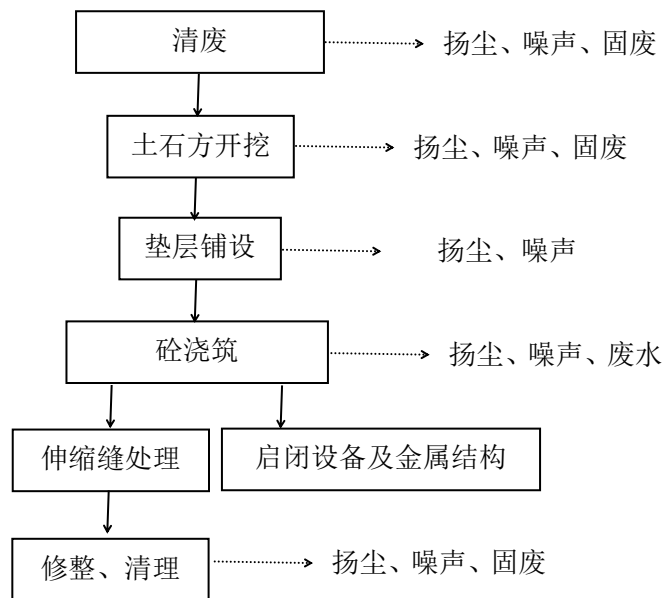 清废
扬尘、噪声、固废
土石方开挖
扬尘、噪声、固废
垫层铺设
扬尘、噪声
砼浇筑
扬尘、噪声、废水
伸缩缝处理
启闭设备及金属结构
修整、清理
扬尘、噪声、固废